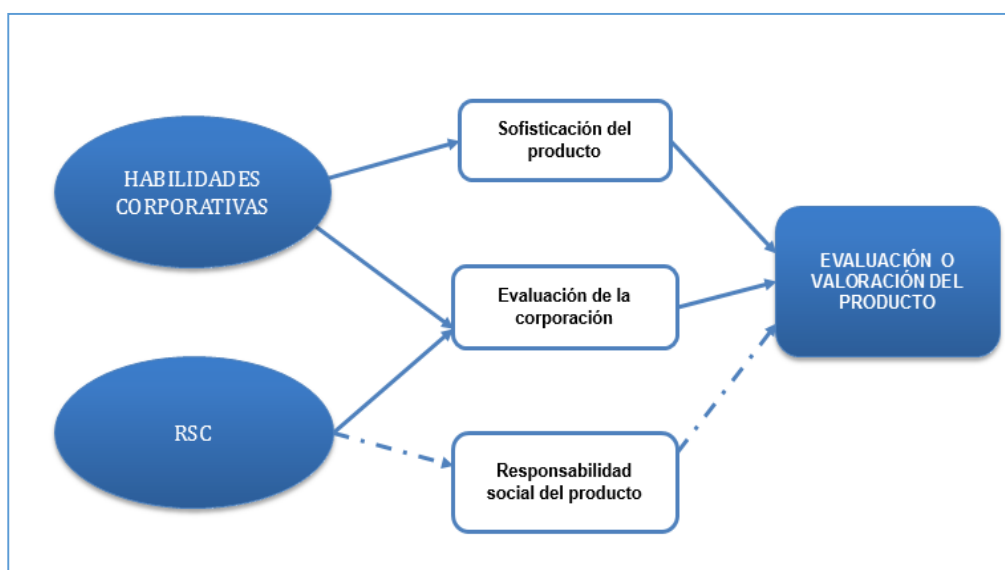 Sofisticación del
producto
HABILIDADES
CORPORATIVAS
EVALUACIÓN O
VALORACIÓN DEL
PRODUCTO
Evaluación de la
corporación
RSC
Responsabilidad
social del producto